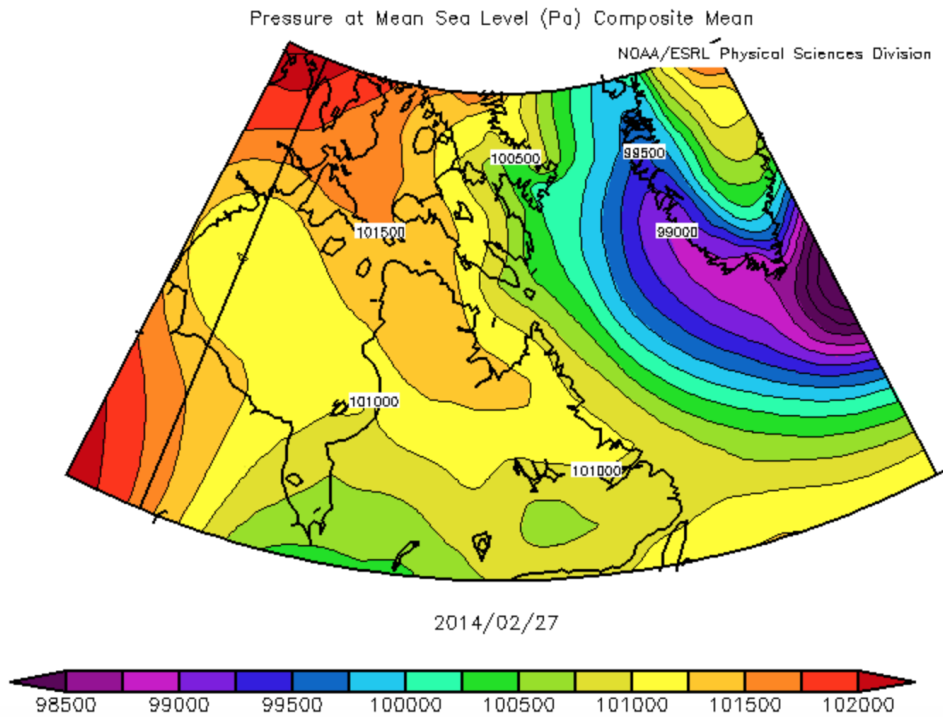 Pressure at Mean Sea Level (Pa) Composite Mean
NOAA/ESRL Physical Sciences Division
100500
99500
101500
99000
101000
101000
2014/02/27
98500 99000 99500 100000 100500 101000 101500 102000